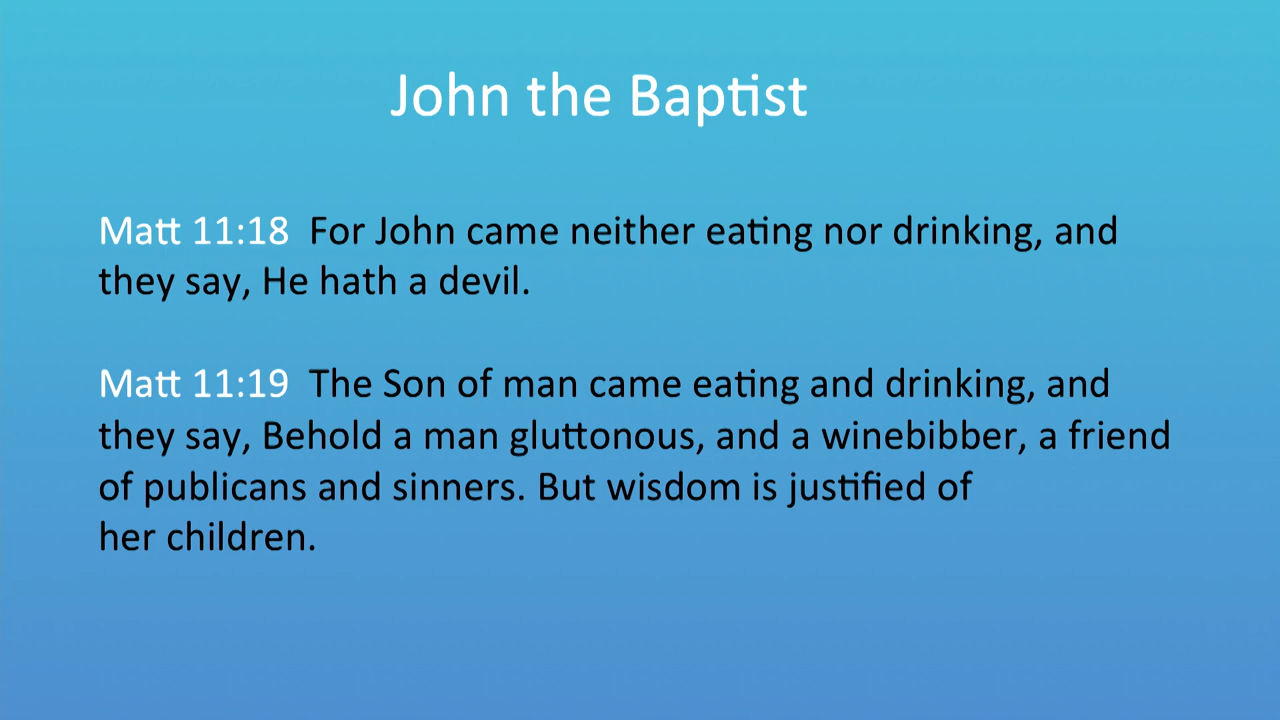 John the Baptist
Matt 11:18  For John came neither eating nor drinking, and
they say, He hath a devil.
Matt 11:19  The Son of man came eating and drinking, and
they say, Behold a man gluttonous, and a winebibber, a friend
of publicans and sinners. But wisdom is justified of
her children.